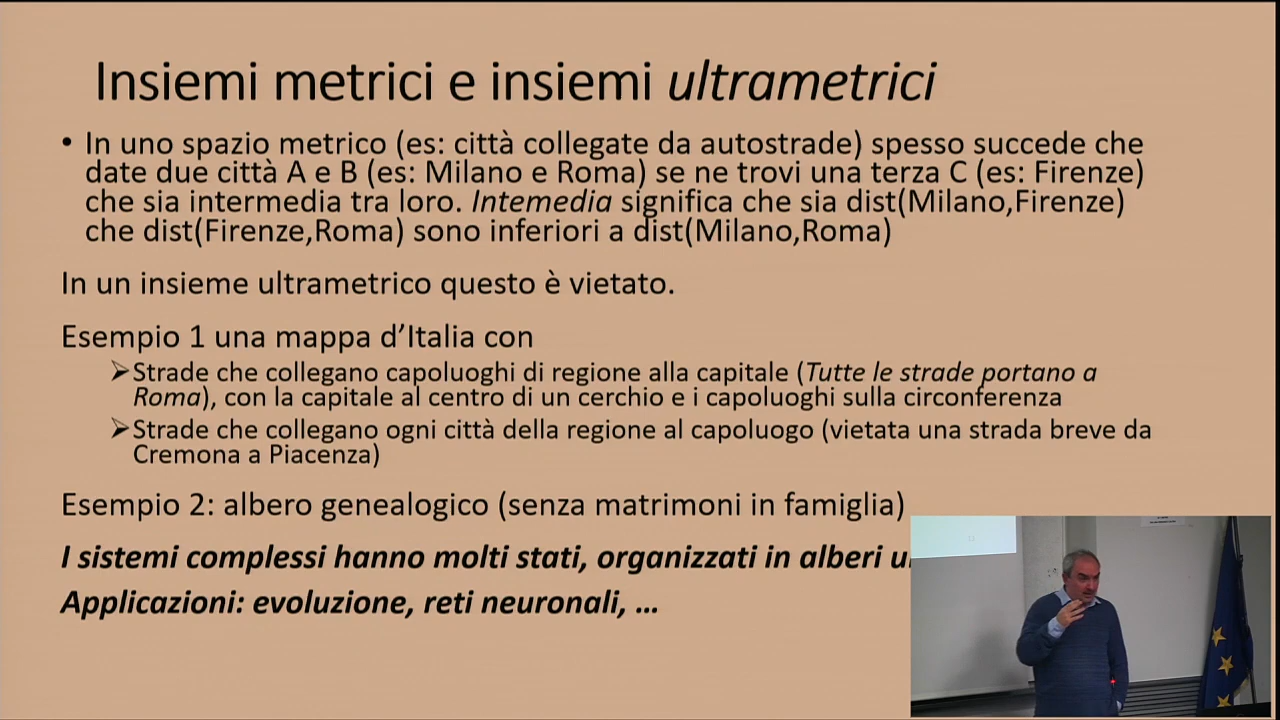 Insiemi metrici e insiemi ultrametrici
• In uno spazio metrico (es: città collegate da autostrade) spesso succede che
date due città A e B (es: Milano e Roma) se ne trovi una terza C (es: Firenze)
che sia intermedia tra loro. Intemedia significa che sia dist(Milano,Firenze)
che dist(Firenze,Roma) sono inferiori a dist(Milano,Roma)
In un insieme ultrametrico questo è vietato.
Esempio 1 una mappa d’Italia con
➢Strade che collegano capoluoghi di regione alla capitale (Tutte le strade portano a
Roma), con la capitale al centro di un cerchio e i capoluoghi sulla circonferenza
➢Strade che collegano ogni città della regione al capoluogo (vietata una strada breve da
Cremona a Piacenza)
Esempio 2: albero genealogico (senza matrimoni in famiglia)
I sistemi complessi hanno molti stati, organizzati in alberi
Applicazioni: evoluzione, reti neuronali, …